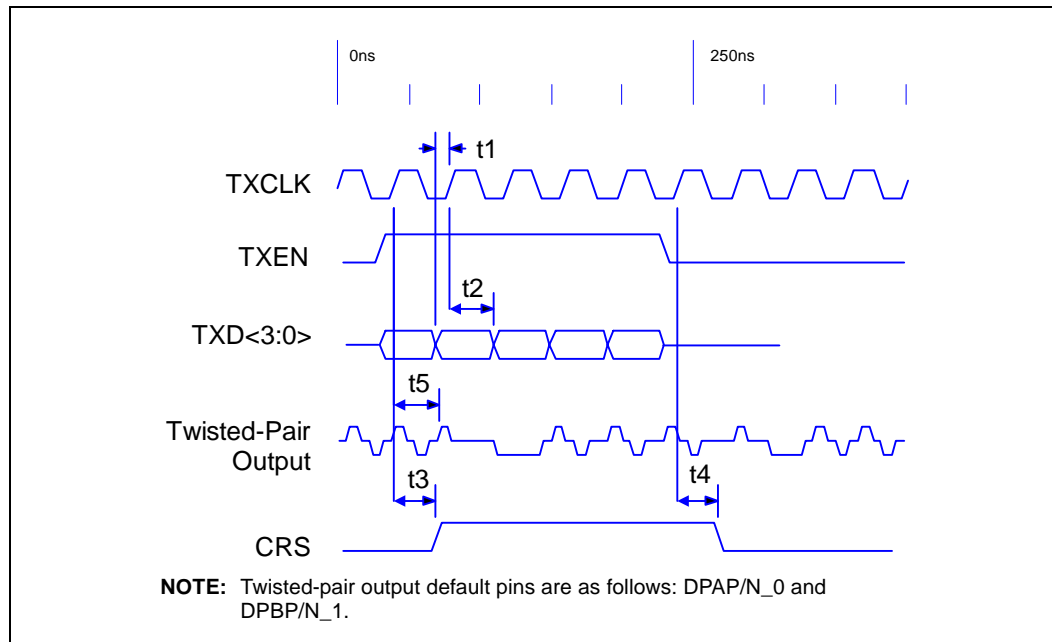 0ns
250ns
t1
TXCLK
TXEN
t2
TXD<3:0>
t5
Twisted-Pair
Output
t3
t4
CRS
NOTE: Twisted-pair output default pins are as follows: DPAP/N_0 and
DPBP/N_1.